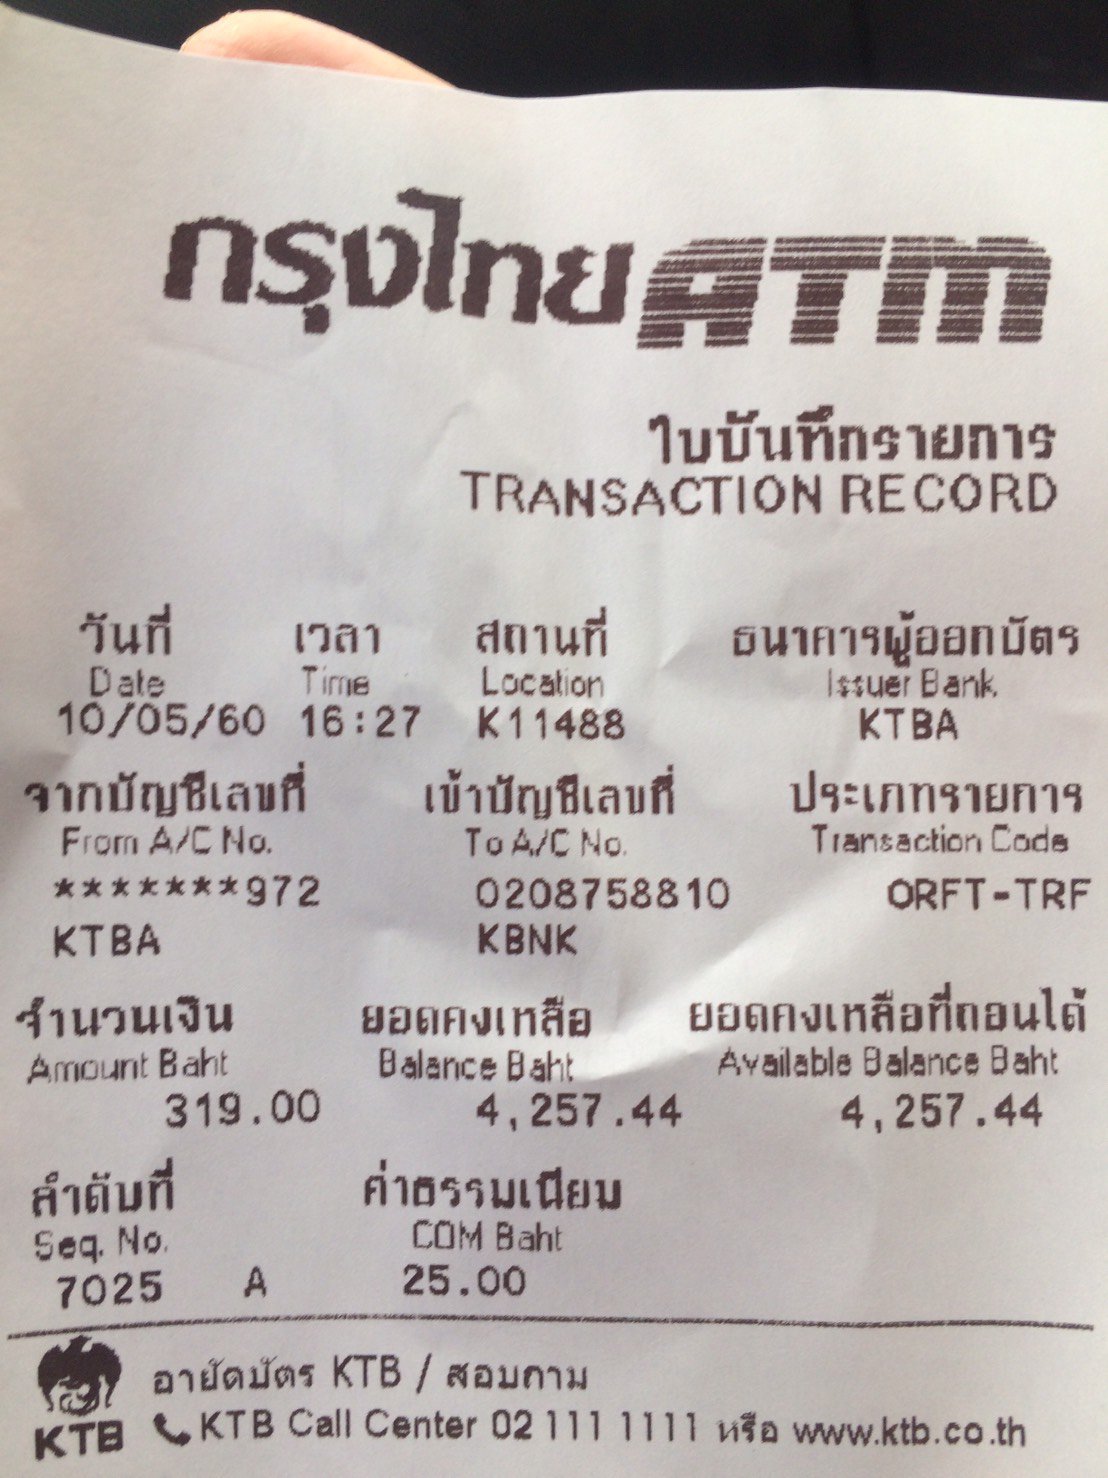 กรุงไทย ATM
ใบบันทึกรายการ
TRANSACTION RECORD
วันที่ เวลา สถานที่ ธนาคารผู้ออกบัตร
Date Time Location Issuer Bank
10/05/60 16:27 K11488 KTBA
จากบัญชีเลขที่ เข้าบัญชีเลขที่ ประเภทรายการ
From A/C No. To A/C No. Transaction Code
*******972 0208758810 ORFT-TRF
KTBA KBNK
จำนวนเงิน ยอดคงเหลือ ยอดคงเหลือที่ถอนได้
Amount Baht Balance Baht Available Balance Baht
319.00 4,257.44 4,257.44
ลำดับที่ ค่าธรรมเนียม
Seq. No. COM Baht
7025 A 25.00
อายัดบัตร KTB / สอบถาม
KTB KTB Call Center 02 111 1111 หรือ www.ktb.co.th